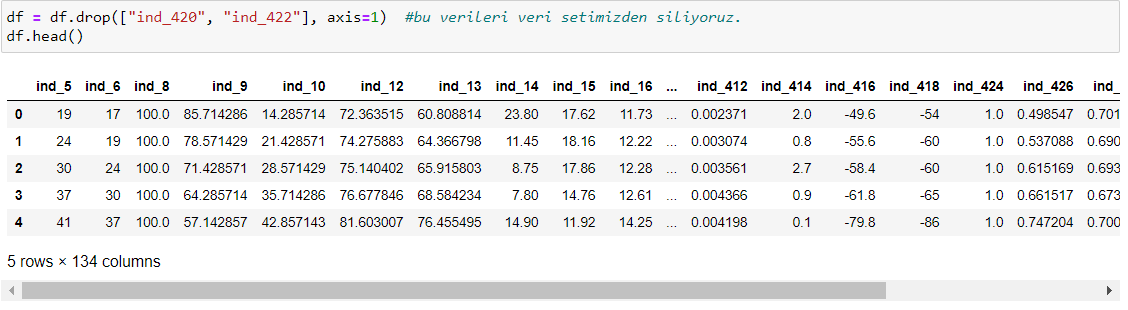 df = df.drop(["ind_420", "ind_422"], axis=1)  #bu verileri veri setimizden siliyoruz.
df.head()
ind_5 ind_6 ind_8 ind_9 ind_10 ind_12 ind_13 ind_14 ind_15 ind_16 ... ind_412 ind_414 ind_416 ind_418 ind_424 ind_426 ind_
0 19 17 100.0 85.714286 14.285714 72.363515 60.808814 23.80 17.62 11.73 ... 0.002371 2.0 -49.6 -54 1.0 0.498547 0.701
1 24 19 100.0 78.571429 21.428571 74.275883 64.366798 11.45 18.16 12.22 ... 0.003074 0.8 -55.6 -60 1.0 0.537088 0.690
2 30 24 100.0 71.428571 28.571429 75.140402 65.915803 8.75 17.86 12.28 ... 0.003561 2.7 -58.4 -60 1.0 0.615169 0.693
3 37 30 100.0 64.285714 35.714286 76.677846 68.584234 7.80 14.76 12.61 ... 0.004366 0.9 -61.8 -65 1.0 0.661517 0.673
4 41 37 100.0 57.142857 42.857143 81.603007 76.455495 14.90 11.92 14.25 ... 0.004198 0.1 -79.8 -86 1.0 0.747204 0.700
5 rows × 134 columns